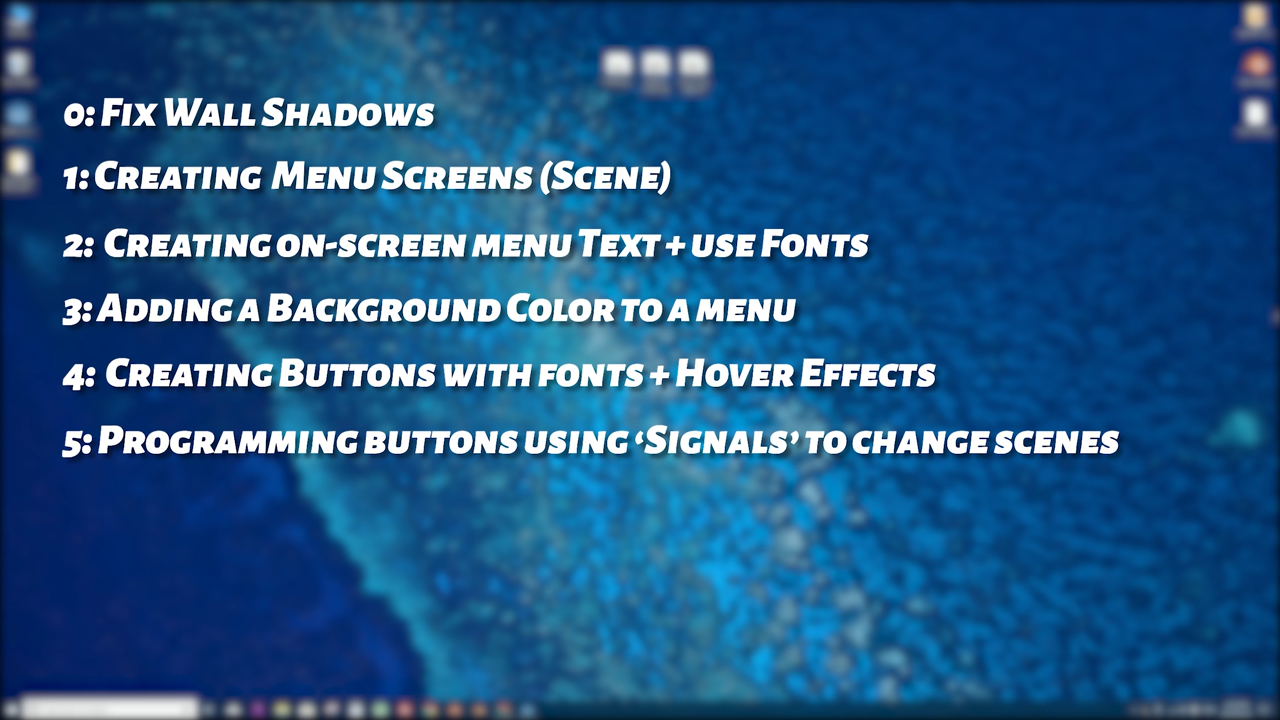 0: Fix Wall Shadows
1: Creating Menu Screens (Scene)
2: Creating on-screen menu Text + use Fonts
3: Adding a Background Color to a menu
4: Creating Buttons with fonts + Hover Effects
5: Programming buttons using ‘Signals’ to change scenes